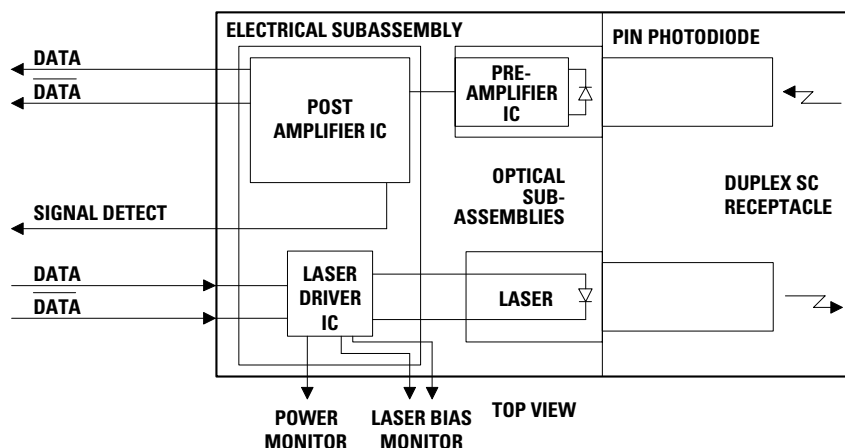 ELECTRICAL SUBASSEMBLY
PIN PHOTODIODE
DATA
DATA
POST
AMPLIFIER IC
PRE-
AMPLIFIER
IC
SIGNAL DETECT
OPTICAL
SUB-
ASSEMBLIES
DUPLEX SC
RECEPTACLE
DATA
DATA
LASER
DRIVER
IC
LASER
POWER
MONITOR
LASER BIAS
MONITOR
TOP VIEW